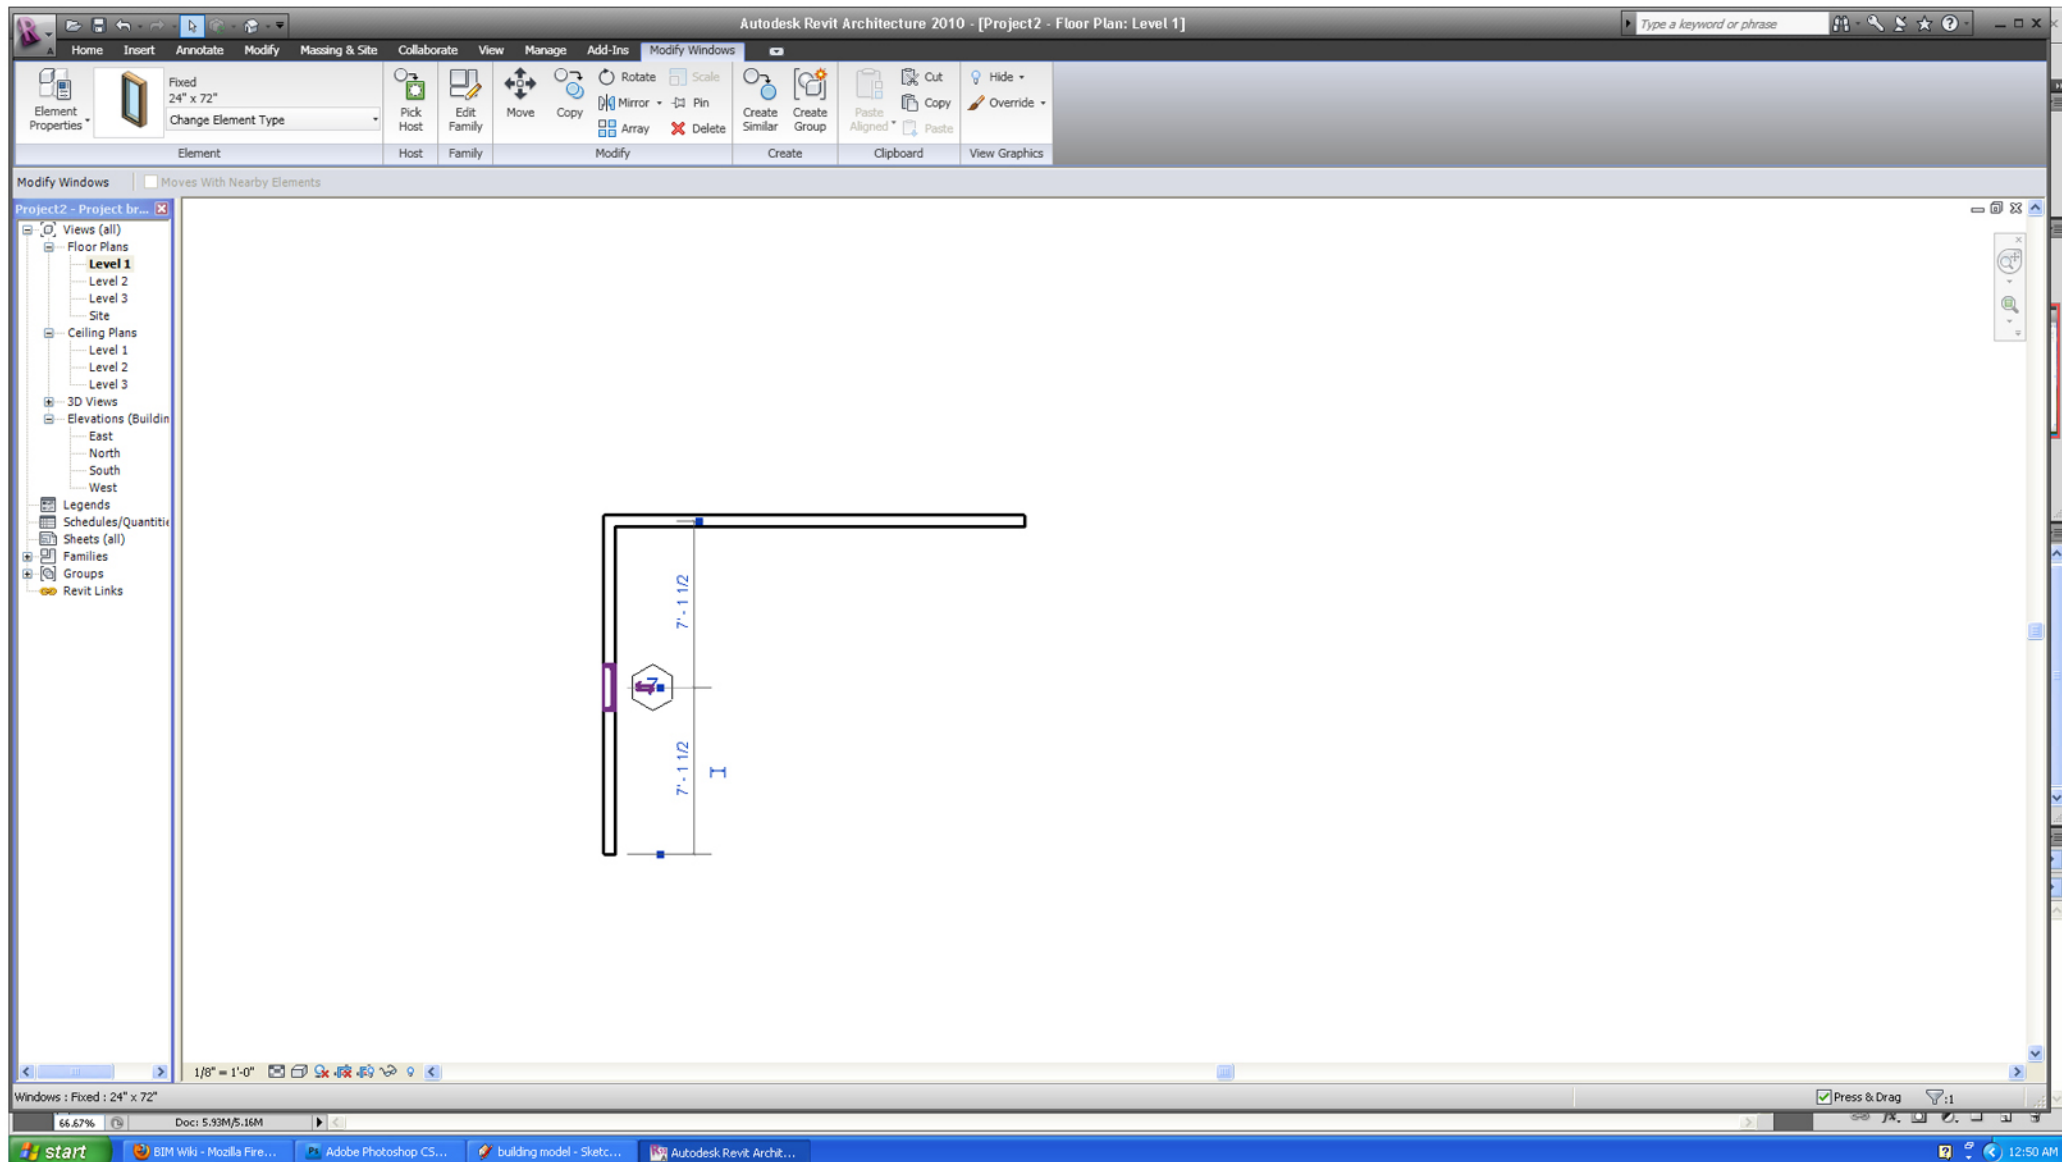 Autodesk Revit Architecture 2010 - [Project2 - Floor Plan: Level 1]
Type a keyword or phrase
Home Insert Annotate Modify Massing & Site Collaborate View Manage Add-Ins Modify Windows
Element Properties
Fixed
24" x 72"
Change Element Type
Pick Host
Edit Family
Move
Copy
Rotate
Mirror
Array
Scale
Pin
Delete
Create Similar
Create Group
Paste Aligned
Cut
Copy
Paste
Hide
Override
Element Host Family Modify Create Clipboard View Graphics
Modify Windows Moves With Nearby Elements
Project2 - Project br...
Views (all)
Floor Plans
Level 1
Level 2
Level 3
Site
Ceiling Plans
Level 1
Level 2
Level 3
3D Views
Elevations (Buildin
East
North
South
West
Legends
Schedules/Quantitie
Sheets (all)
Families
Groups
Revit Links
7' - 1 1/2
7
7' - 1 1/2
1/8" = 1'-0"
Windows : Fixed : 24" x 72"
Press & Drag
:1
66.67% Doc: 5.93M/5.16M
start
BIM Wiki - Mozilla Fire...
Adobe Photoshop CS...
building model - Sketc...
Autodesk Revit Archit...
12:50 AM